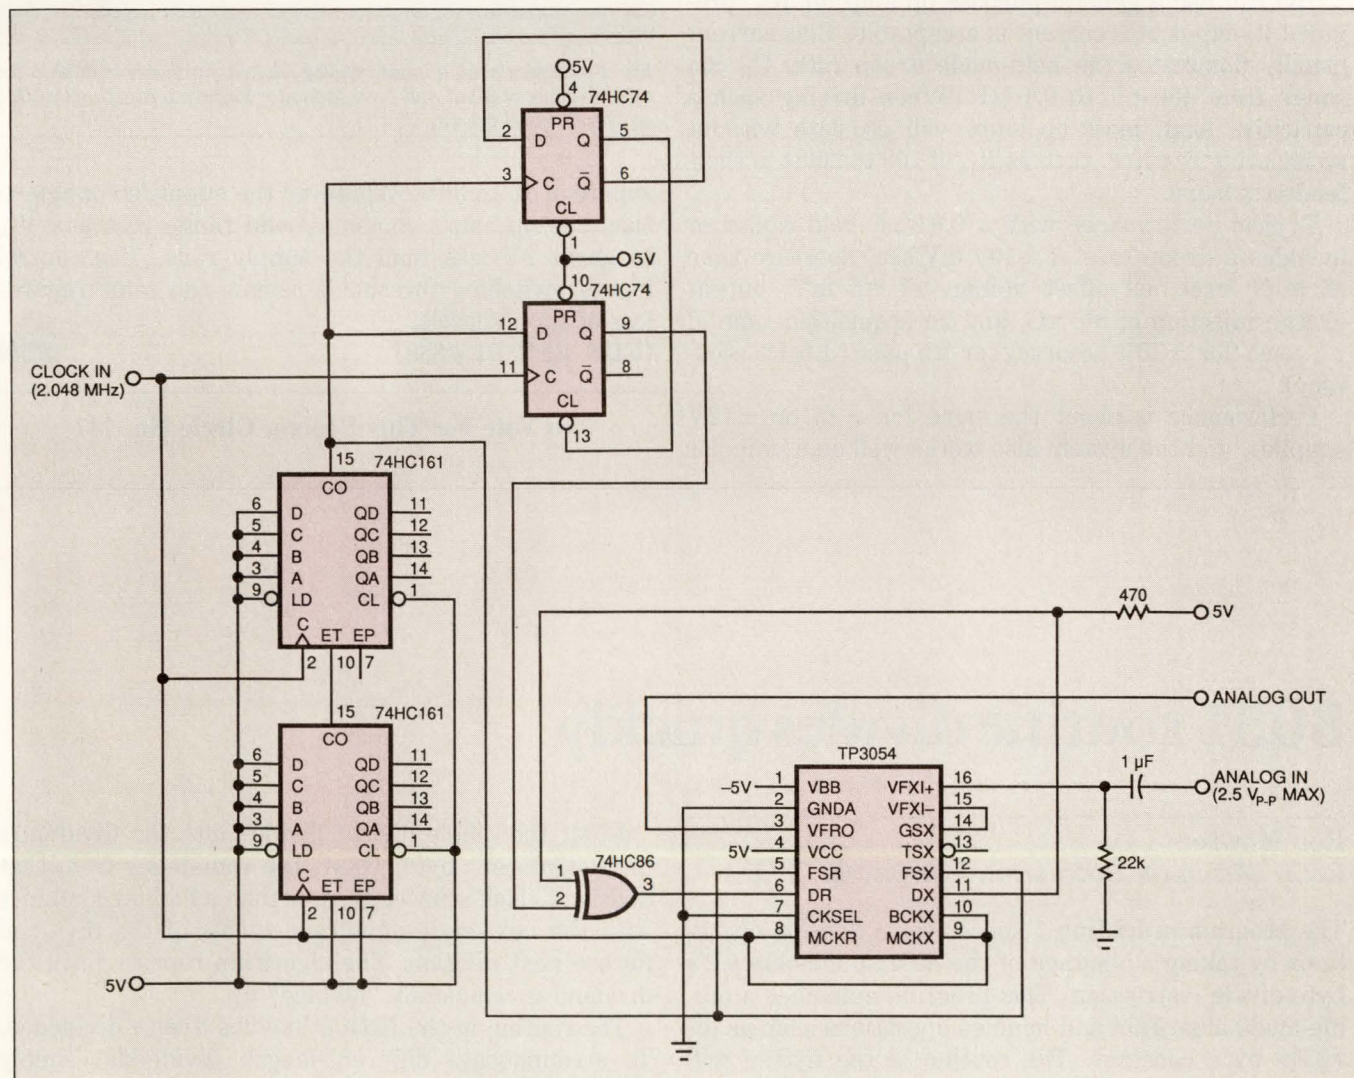 5V
4
74HC74
PR
2 D Q 5
3 C Q̅ 6
CL
1
5V
10
74HC74
PR
12 D Q 9
CLOCK IN
(2.048 MHz)
11 C Q̅ 8
CL
13
15
74HC161
CO
6 D QD 11
5 C QC 12
4 B QB 13
3 A QA 14
9 LD CL 1
C ET EP
2 10 7
15
74HC161
CO
6 D QD 11
5 C QC 12
4 B QB 13
3 A QA 14
9 LD CL 1
C ET EP
2 10 7
5V
470
5V
ANALOG OUT
1 µF
ANALOG IN
(2.5 VP-P MAX)
22k
74HC86
1
2
3
TP3054
–5V 1 VBB VFXI+ 16
2 GNDA VFXI– 15
3 VFRO GSX 14
5V 4 VCC TSX 13
5 FSR FSX 12
6 DR DX 11
7 CKSEL BCKX 10
8 MCKR MCKX 9